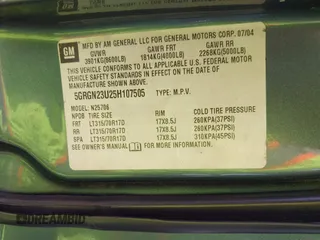 GM
MFD BY AM GENERAL LLC FOR GENERAL MOTORS CORP. 07/04
GVWR GAWR FRT GAWR RR
3901KG(8600LB) 1814KG(4000LB) 2268KG(5000LB)
THIS VEHICLE CONFORMS TO ALL APPLICABLE U.S. FEDERAL MOTOR
VEHICLE SAFETY STANDARDS IN EFFECT ON THE DATE OF
MANUFACTURE SHOWN ABOVE.
5GRGN23U25H107505 TYPE: M.P.V.
MODEL: N25706
TIRE SIZE RIM COLD TIRE PRESSURE
FRT LT315/70R17D 17X8.5J 260KPA(37PSI)
RR LT315/70R17D 17X8.5J 260KPA(37PSI)
SPA LT315/70R17D 17X8.5J 310KPA(45PSI)
SEE OWNER'S MANUAL FOR ADDITIONAL INFORMATION
DREAMBID